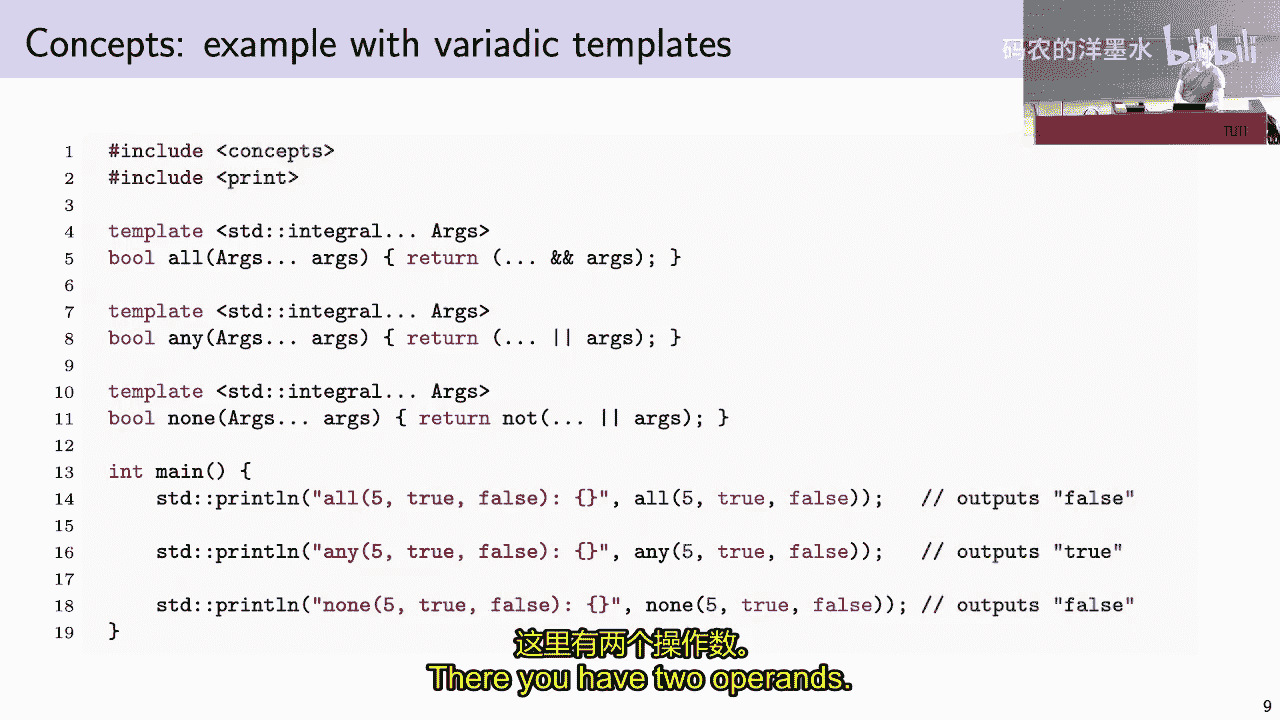 Concepts: example with variadic templates
码农的洋墨水 bilibili
TUTI
1 #include <concepts>
2 #include <print>
3
4 template <std::integral... Args>
5 bool all(Args... args) { return (... && args); }
6
7 template <std::integral... Args>
8 bool any(Args... args) { return (... || args); }
9
10 template <std::integral... Args>
11 bool none(Args... args) { return not(... || args); }
12
13 int main() {
14 std::println("all(5, true, false): {}", all(5, true, false)); // outputs "false"
15
16 std::println("any(5, true, false): {}", any(5, true, false)); // outputs "true"
17
18 std::println("none(5, true, false): {}", none(5, true, false)); // outputs "false"
19 }
这里有两个操作数。
There you have two operands.
9